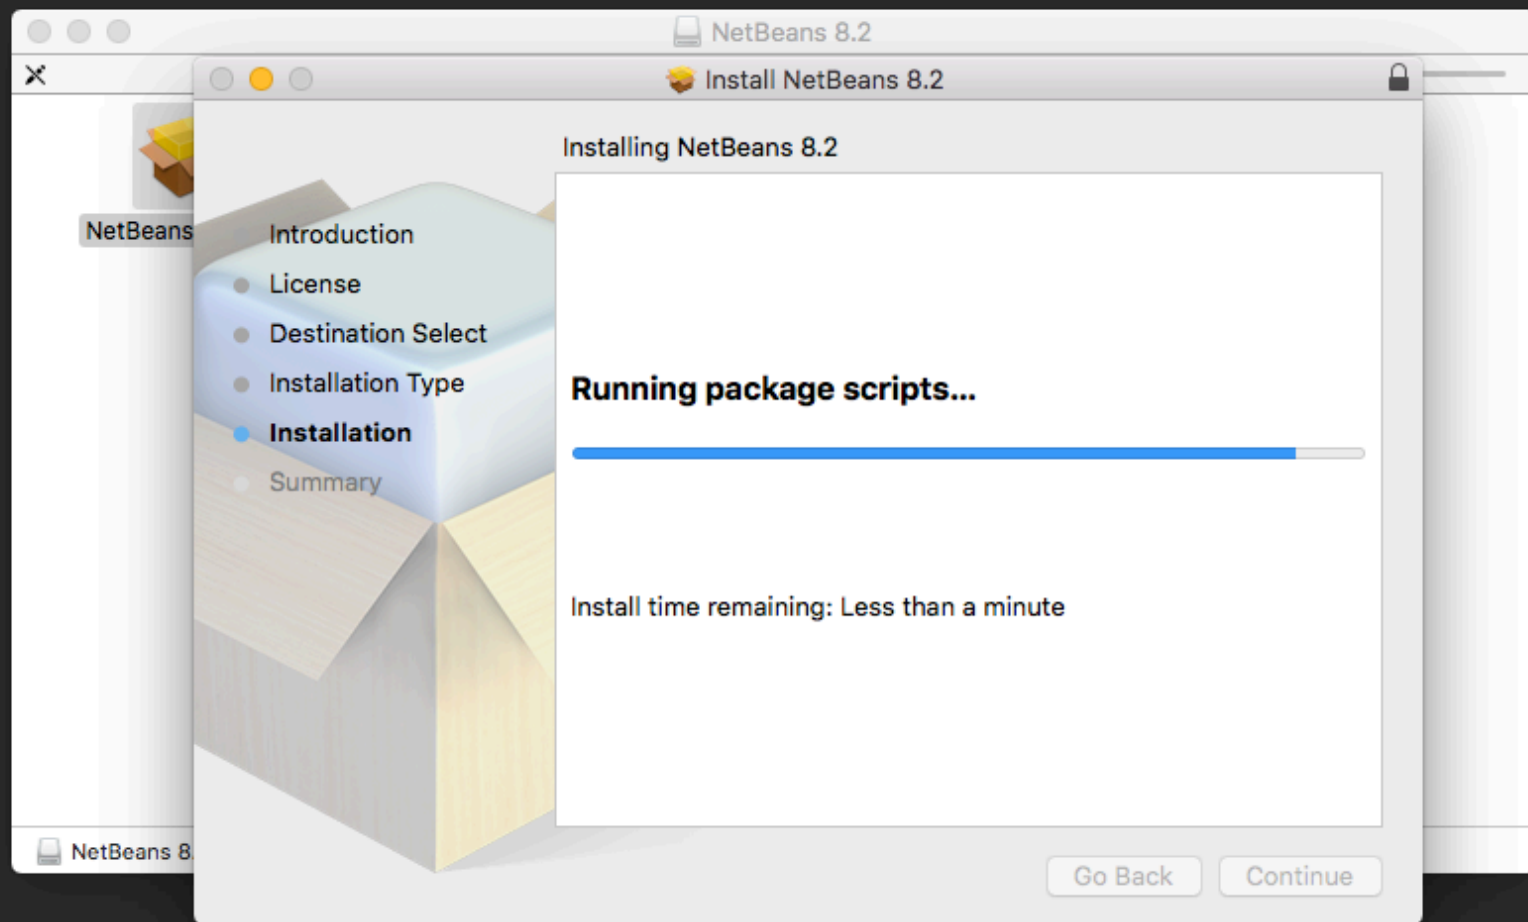 NetBeans 8.2
Install NetBeans 8.2
NetBeans
Installing NetBeans 8.2
Introduction
License
Destination Select
Installation Type
Installation
Summary
Running package scripts...
Install time remaining: Less than a minute
NetBeans 8.
Go Back
Continue